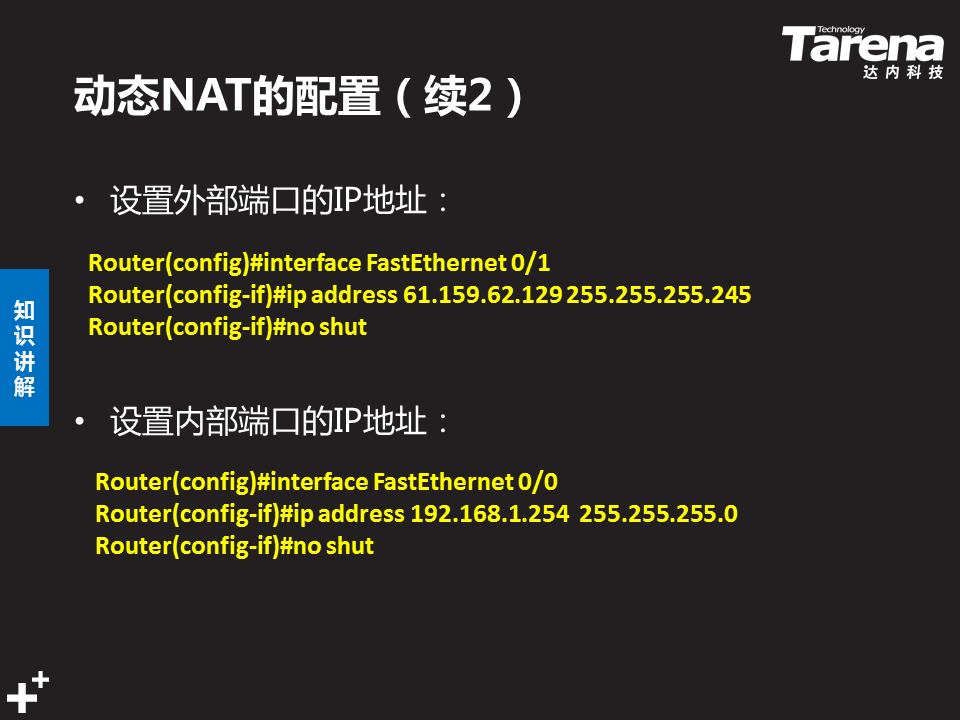 Technology
Tarena
达内科技
动态NAT的配置（续2）
• 设置外部端口的IP地址：
Router(config)#interface FastEthernet 0/1
Router(config-if)#ip address 61.159.62.129 255.255.255.245
Router(config-if)#no shut
知
识
讲
解
• 设置内部端口的IP地址：
Router(config)#interface FastEthernet 0/0
Router(config-if)#ip address 192.168.1.254 255.255.255.0
Router(config-if)#no shut